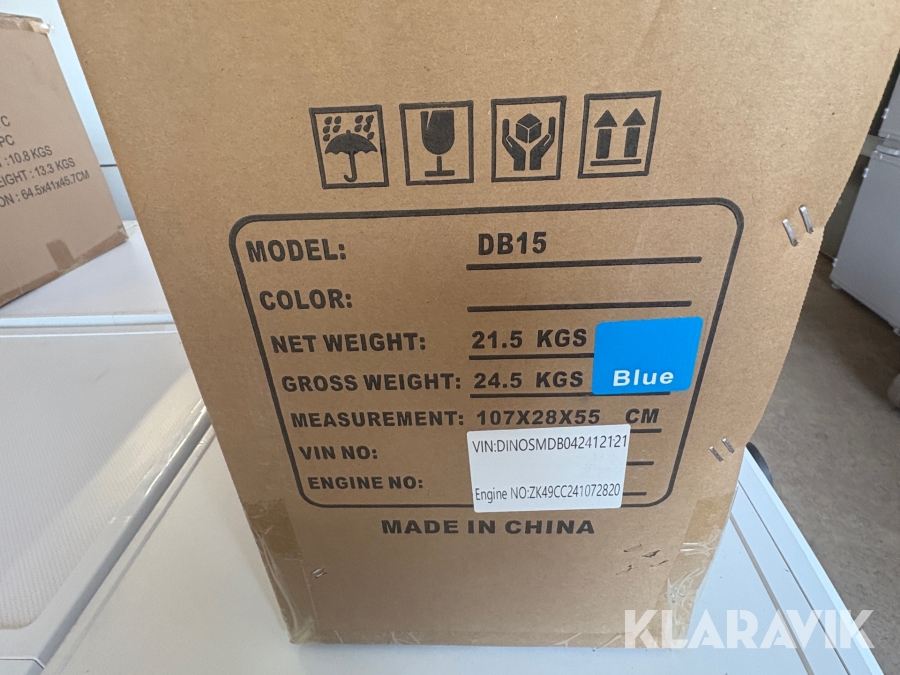 C
PC
:10.8 KGS
EIGHT: 13.3 KGS
ON : 64.5x41x45.7CM
MODEL: DB15
COLOR:
NET WEIGHT: 21.5 KGS
GROSS WEIGHT: 24.5 KGS
Blue
MEASUREMENT: 107X28X55 CM
VIN NO:
VIN:DINOSMDB042412121
ENGINE NO:
Engine NO:ZK49CC241072820
MADE IN CHINA
KLARAVIK